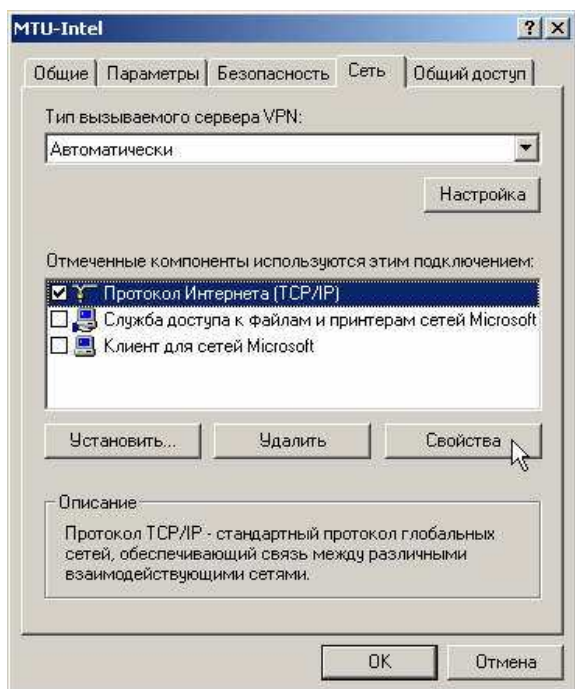 MTU-Intel
Общие Параметры Безопасность Сеть Общий доступ
Тип вызываемого сервера VPN:
Автоматически
Настройка
Отмеченные компоненты используются этим подключением:
Протокол Интернета (TCP/IP)
Служба доступа к файлам и принтерам сетей Microsoft
Клиент для сетей Microsoft
Установить... Удалить Свойства
Описание
Протокол TCP/IP - стандартный протокол глобальных
сетей, обеспечивающий связь между различными
взаимодействующими сетями.
OK Отмена